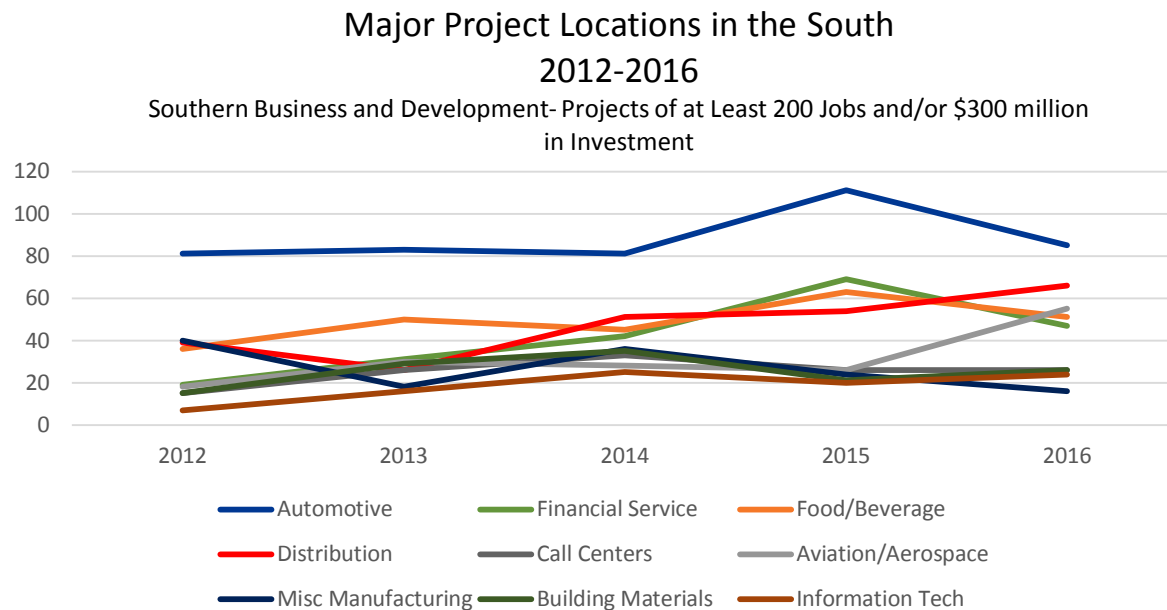 Major Project Locations in the South
2012-2016
Southern Business and Development- Projects of at Least 200 Jobs and/or $300 million
in Investment
120
100
80
60
40
20
0
2012 2013 2014 2015 2016
Automotive Financial Service Food/Beverage
Distribution Call Centers Aviation/Aerospace
Misc Manufacturing Building Materials Information Tech